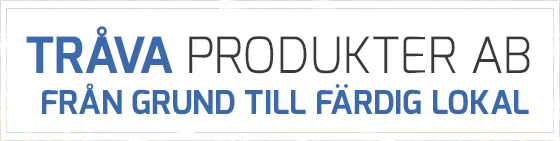 TRÅVA PRODUKTER AB
FRÅN GRUND TILL FÄRDIG LOKAL